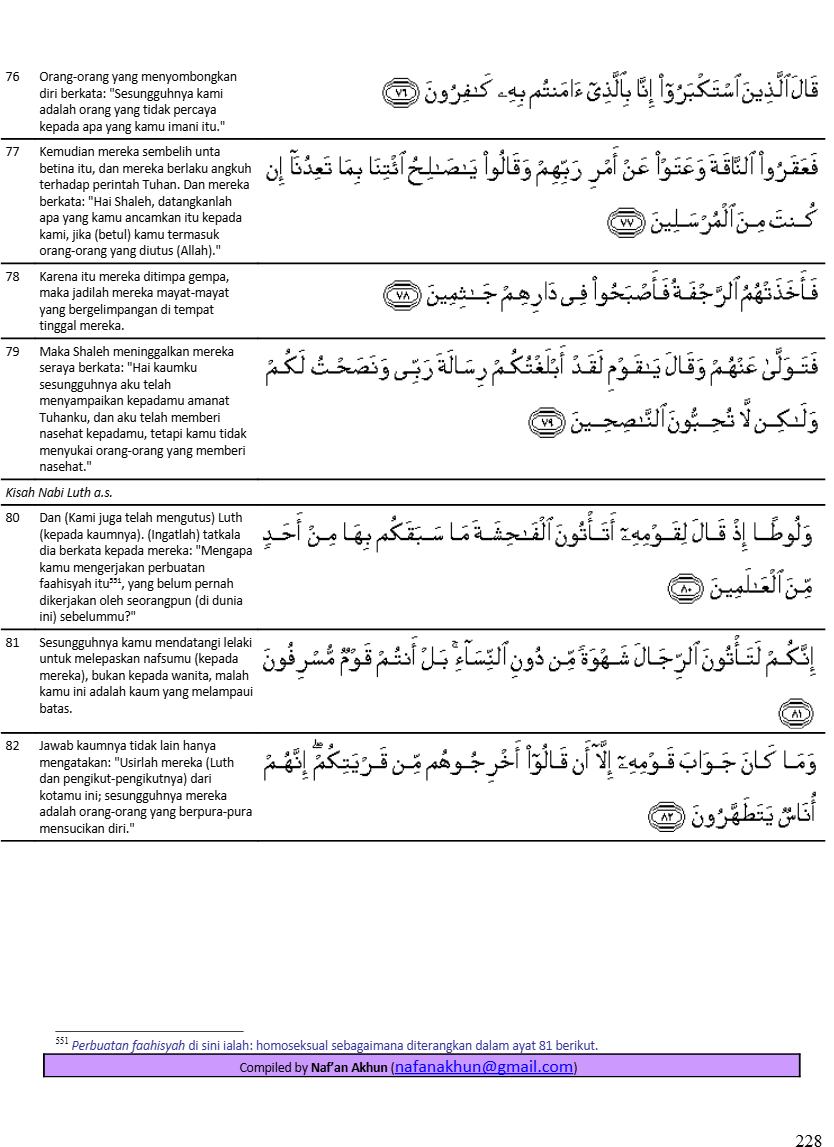 76 Orang-orang yang menyombongkan
diri berkata: "Sesungguhnya kami
adalah orang yang tidak percaya
kepada apa yang kamu imani itu."
قَالَ ٱلَّذِينَ ٱسْتَكْبَرُوٓا۟ إِنَّا بِٱلَّذِىٓ ءَامَنتُم بِهِۦ كَـٰفِرُونَ ٧٦
77 Kemudian mereka sembelih unta
betina itu, dan mereka berlaku angkuh
terhadap perintah Tuhan. Dan mereka
berkata: "Hai Shaleh, datangkanlah
apa yang kamu ancamkan itu kepada
kami, jika (betul) kamu termasuk
orang-orang yang diutus (Allah)."
فَعَقَرُوا۟ ٱلنَّاقَةَ وَعَتَوْا۟ عَنْ أَمْرِ رَبِّهِمْ وَقَالُوا۟ يَـٰصَـٰلِحُ ٱئْتِنَا بِمَا تَعِدُنَآ إِن
كُنتَ مِنَ ٱلْمُرْسَلِينَ ٧٧
78 Karena itu mereka ditimpa gempa,
maka jadilah mereka mayat-mayat
yang bergelimpangan di tempat
tinggal mereka.
فَأَخَذَتْهُمُ ٱلرَّجْفَةُ فَأَصْبَحُوا۟ فِى دَارِهِمْ جَـٰثِمِينَ ٧٨
79 Maka Shaleh meninggalkan mereka
seraya berkata: "Hai kaumku
sesungguhnya aku telah
menyampaikan kepadamu amanat
Tuhanku, dan aku telah memberi
nasehat kepadamu, tetapi kamu tidak
menyukai orang-orang yang memberi
nasehat."
فَتَوَلَّىٰ عَنْهُمْ وَقَالَ يَـٰقَوْمِ لَقَدْ أَبْلَغْتُكُمْ رِسَالَةَ رَبِّى وَنَصَحْتُ لَكُمْ
وَلَـٰكِن لَّا تُحِبُّونَ ٱلنَّـٰصِحِينَ ٧٩
Kisah Nabi Luth a.s.
80 Dan (Kami juga telah mengutus) Luth
(kepada kaumnya). (Ingatlah) tatkala
dia berkata kepada mereka: "Mengapa
kamu mengerjakan perbuatan
faahisyah itu551, yang belum pernah
dikerjakan oleh seorangpun (di dunia
ini) sebelummu?"
وَلُوطًا إِذْ قَالَ لِقَوْمِهِۦٓ أَتَأْتُونَ ٱلْفَـٰحِشَةَ مَا سَبَقَكُم بِهَا مِنْ أَحَدٍ
مِّنَ ٱلْعَـٰلَمِينَ ٨٠
81 Sesungguhnya kamu mendatangi lelaki
untuk melepaskan nafsumu (kepada
mereka), bukan kepada wanita, malah
kamu ini adalah kaum yang melampaui
batas.
إِنَّكُمْ لَتَأْتُونَ ٱلرِّجَالَ شَهْوَةً مِّن دُونِ ٱلنِّسَآءِ ۚ بَلْ أَنتُمْ قَوْمٌ مُّسْرِفُونَ
٨١
82 Jawab kaumnya tidak lain hanya
mengatakan: "Usirlah mereka (Luth
dan pengikut-pengikutnya) dari
kotamu ini; sesungguhnya mereka
adalah orang-orang yang berpura-pura
mensucikan diri."
وَمَا كَانَ جَوَابَ قَوْمِهِۦٓ إِلَّآ أَن قَالُوٓا۟ أَخْرِجُوهُم مِّن قَرْيَتِكُمْ ۖ إِنَّهُمْ
أُنَاسٌ يَتَطَهَّرُونَ ٨٢
551 Perbuatan faahisyah di sini ialah: homoseksual sebagaimana diterangkan dalam ayat 81 berikut.
Compiled by Naf’an Akhun (nafanakhun@gmail.com)
228